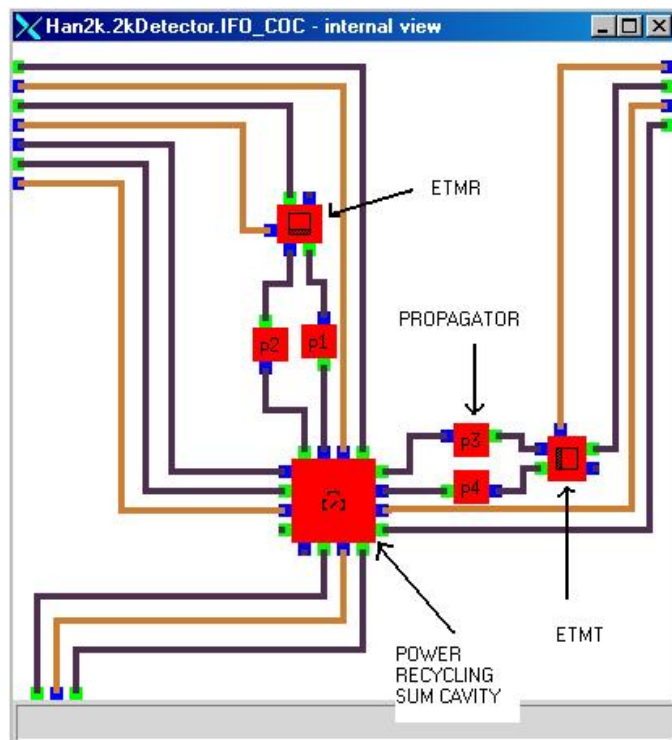 Han2k.2kDetector.IFO_COC - internal view
ETMR
p2
p1
PROPAGATOR
p3
p4
ETMT
POWER
RECYCLING
SUM CAVITY